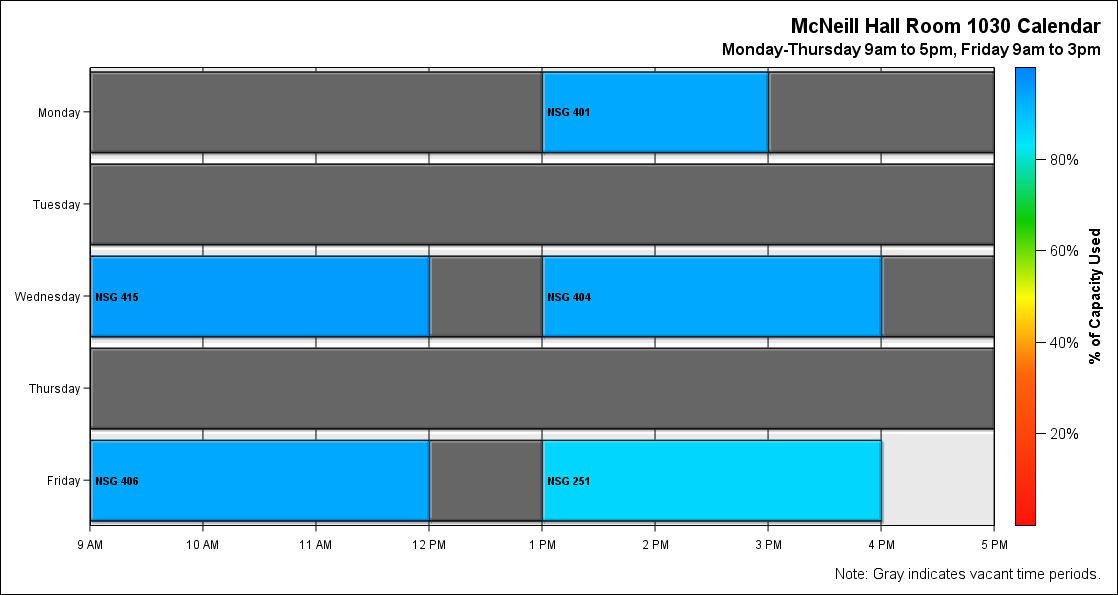 McNeill Hall Room 1030 Calendar
Monday-Thursday 9am to 5pm, Friday 9am to 3pm
Monday
NSG 401
Tuesday
Wednesday
NSG 415
NSG 404
Thursday
Friday
NSG 406
NSG 251
9 AM 10 AM 11 AM 12 PM 1 PM 2 PM 3 PM 4 PM 5 PM
80%
60%
40%
20%
% of Capacity Used
Note: Gray indicates vacant time periods.